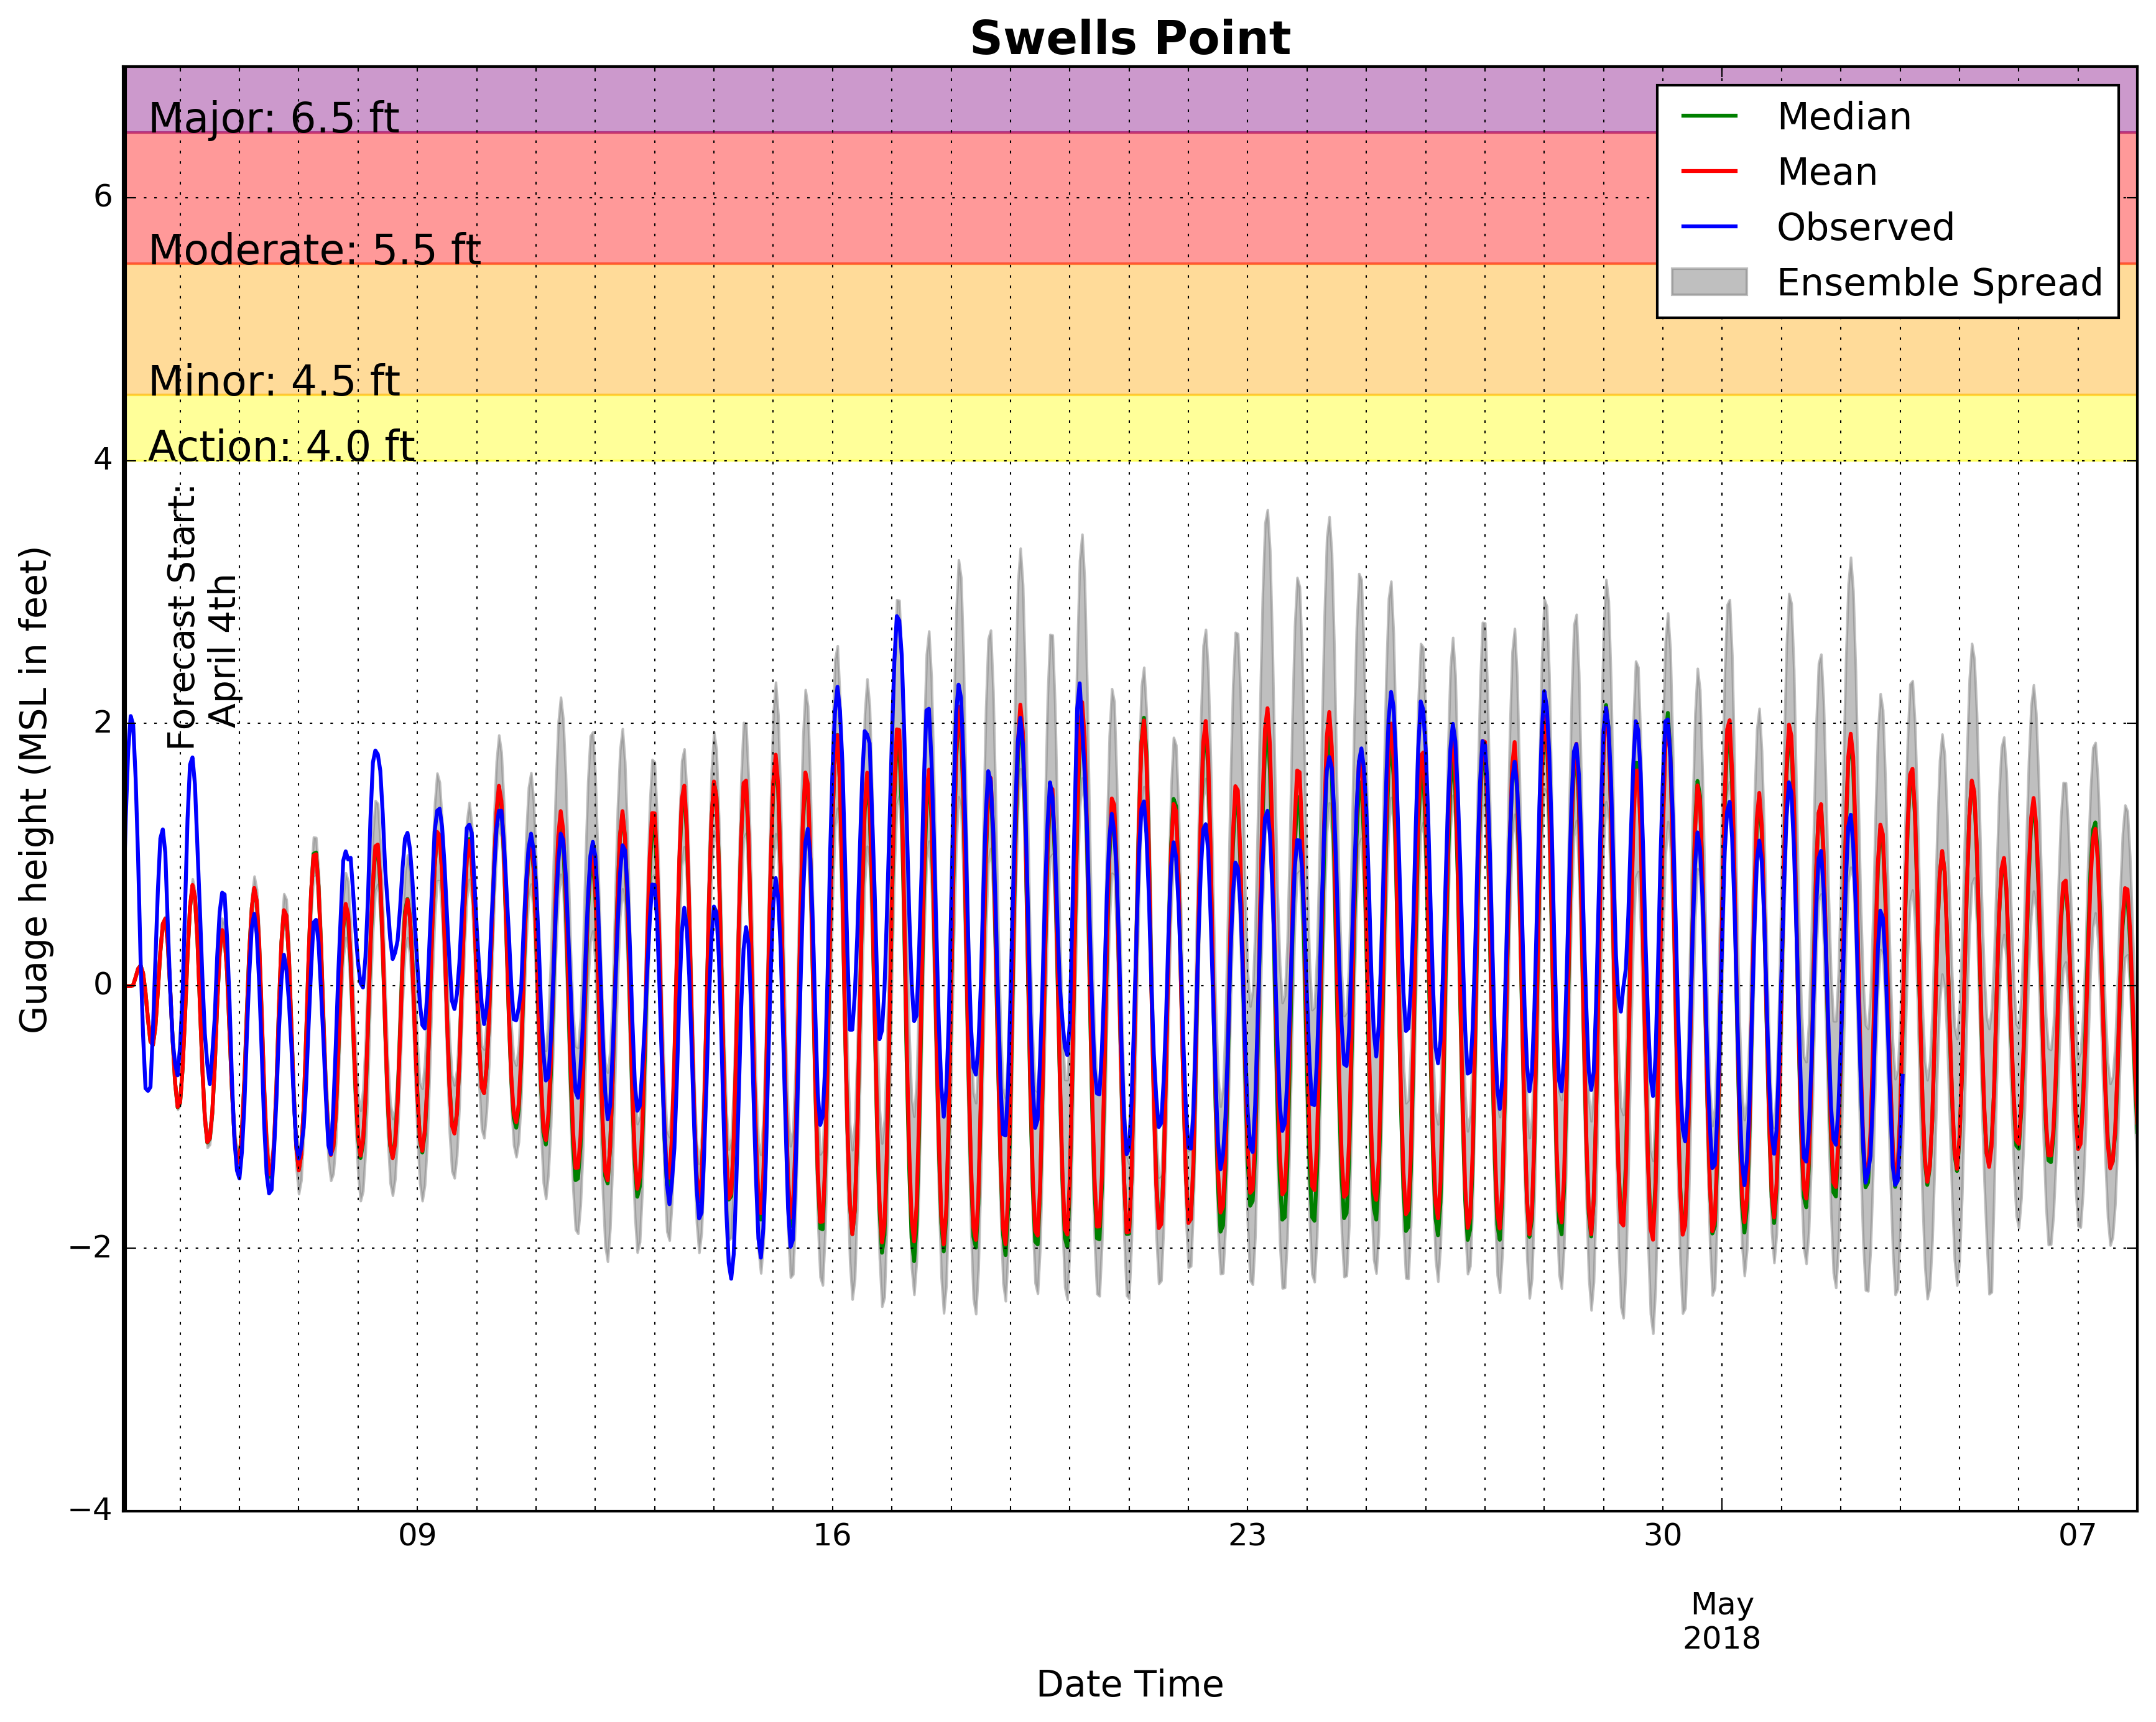 Swells Point
Major: 6.5 ft
Moderate: 5.5 ft
Minor: 4.5 ft
Action: 4.0 ft
Median
Mean
Observed
Ensemble Spread
Forecast Start:
April 4th
Guage height (MSL in feet)
6
4
2
0
−2
−4
09
16
23
30
07
May
2018
Date Time